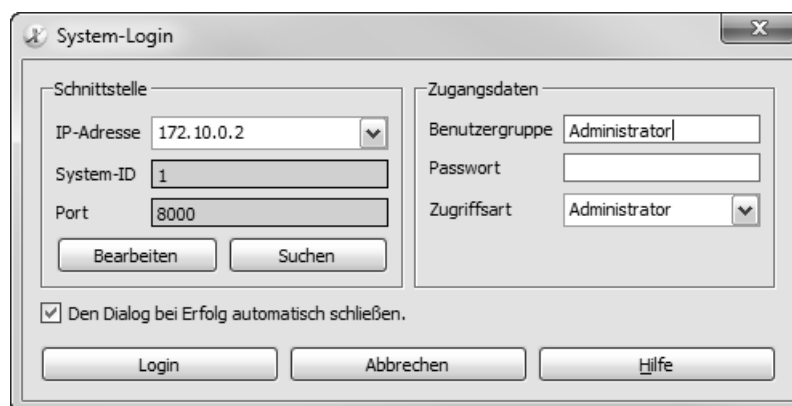 System-Login
Schnittstelle
IP-Adresse 172.10.0.2
System-ID 1
Port 8000
Bearbeiten Suchen
Zugangsdaten
Benutzergruppe Administrator
Passwort
Zugriffsart Administrator
Den Dialog bei Erfolg automatisch schließen.
Login Abbrechen Hilfe